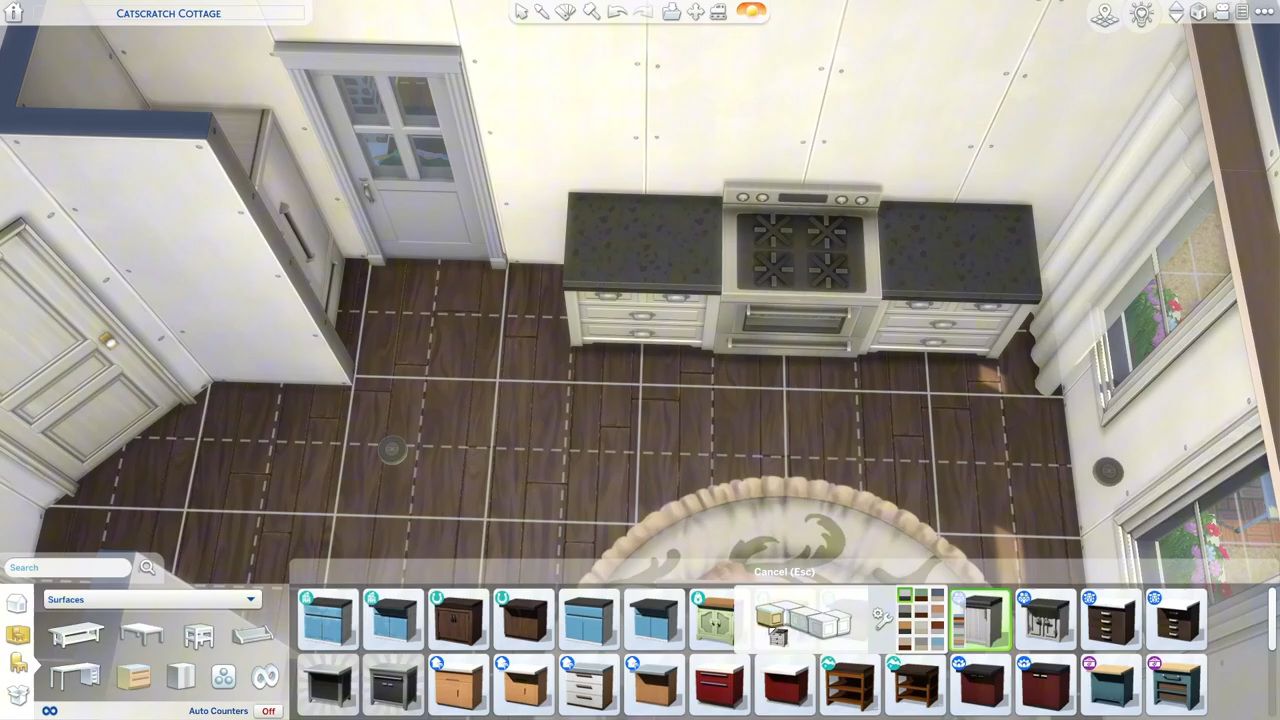 CATSCRATCH COTTAGE
Cancel (Esc)
Search
Surfaces
Auto Counters Off